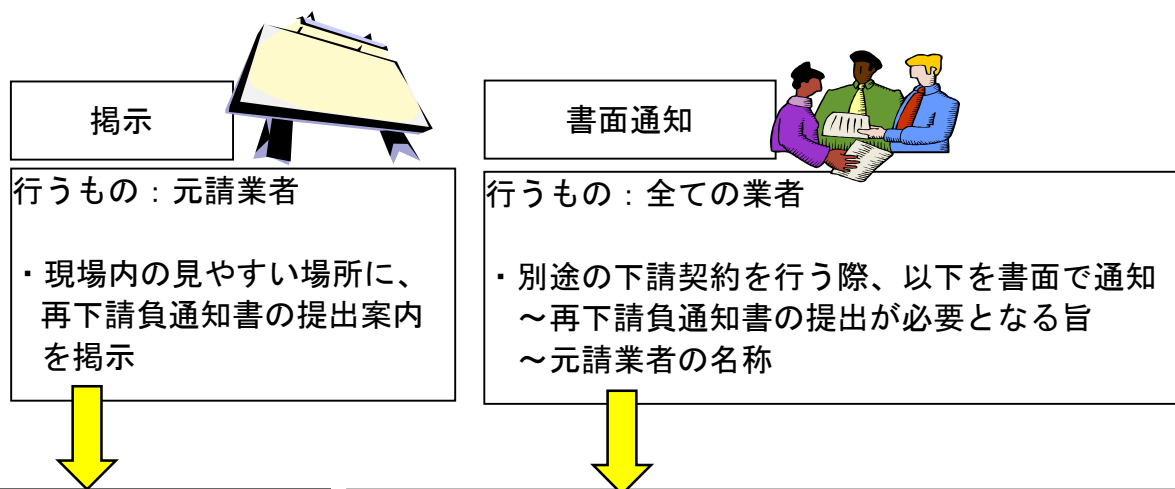 掲示
行うもの：元請業者
・現場内の見やすい場所に、
再下請負通知書の提出案内
を掲示
書面通知
行うもの：全ての業者
・別途の下請契約を行う際、以下を書面で通知
～再下請負通知書の提出が必要となる旨
～元請業者の名称